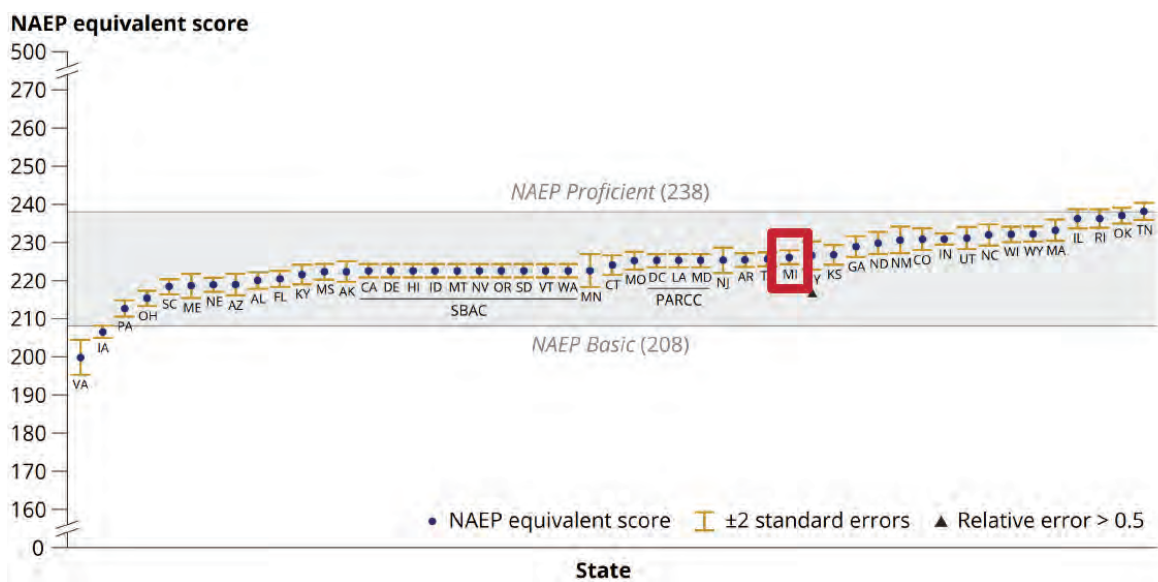 NAEP equivalent score
500
270
260
250
240
230
220
210
200
190
180
170
160
0
NAEP Proficient (238)
NAEP Basic (208)
VA
IA
PA
OH
SC
ME
NE
AZ
AL
FL
KY
MS
AK
CA
DE
HI
ID
MT
NV
OR
SD
VT
WA
SBAC
MN
CT
MO
DC
LA
MD
PARCC
NJ
AR
T
MI
Y
KS
GA
ND
NM
CO
IN
UT
NC
WI
WY
MA
IL
RI
OK
TN
NAEP equivalent score
±2 standard errors
Relative error > 0.5
State